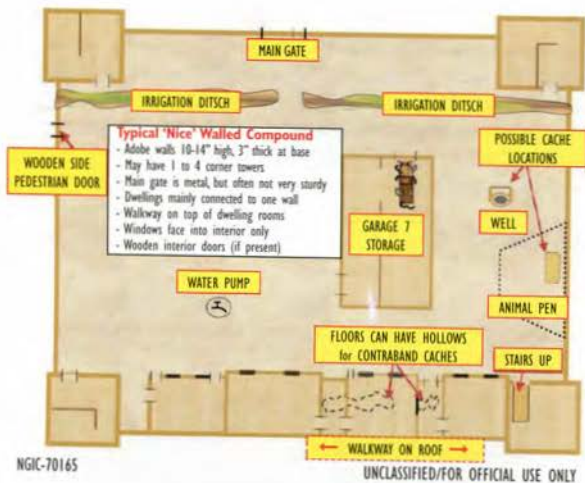 MAIN GATE
IRRIGATION DITSCH
IRRIGATION DITSCH
Typical 'Nice' Walled Compound
- Adobe walls 10-14" high, 3" thick at base
- May have 1 to 4 corner towers
- Main gate is metal, but often not very sturdy
- Dwellings mainly connected to one wall
- Walkway on top of dwelling rooms
- Windows face into interior only
- Wooden interior doors (if present)
WOODEN SIDE
PEDESTRIAN DOOR
POSSIBLE CACHE
LOCATIONS
GARAGE 7
STORAGE
WELL
WATER PUMP
ANIMAL PEN
FLOORS CAN HAVE HOLLOWS
for CONTRABAND CACHES
STAIRS UP
← WALKWAY ON ROOF →
NGIC-70165
UNCLASSIFIED/FOR OFFICIAL USE ONLY